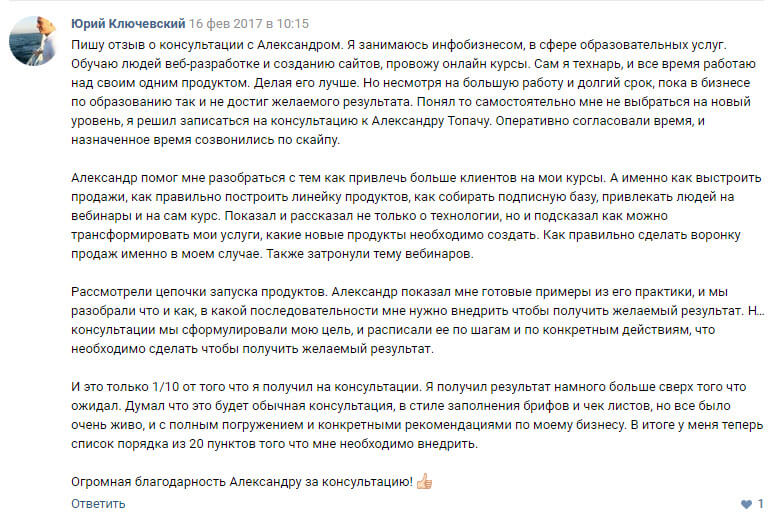 Юрий Ключевский 16 фев 2017 в 10:15
Пишу отзыв о консультации с Александром. Я занимаюсь инфобизнесом, в сфере образовательных услуг.
Обучаю людей веб-разработке и созданию сайтов, провожу онлайн курсы. Сам я технарь, и все время работаю
над своим одним продуктом. Делая его лучше. Но несмотря на большую работу и долгий срок, пока в бизнесе
по образованию так и не достиг желаемого результата. Понял то самостоятельно мне не выбраться на новый
уровень, я решил записаться на консультацию к Александру Топачу. Оперативно согласовали время, и
назначенное время созвонились по скайпу.
Александр помог мне разобраться с тем как привлечь больше клиентов на мои курсы. А именно как выстроить
продажи, как правильно построить линейку продуктов, как собирать подписную базу, привлекать людей на
вебинары и на сам курс. Показал и рассказал не только о технологии, но и подсказал как можно
трансформировать мои услуги, какие новые продукты необходимо создать. Как правильно сделать воронку
продаж именно в моем случае. Также затронули тему вебинаров.
Рассмотрели цепочки запуска продуктов. Александр показал мне готовые примеры из его практики, и мы
разобрали что и как, в какой последовательности мне нужно внедрить чтобы получить желаемый результат. Н...
консультации мы сформулировали мою цель, и расписали ее по шагам и по конкретным действиям, что
необходимо сделать чтобы получить желаемый результат.
И это только 1/10 от того что я получил на консультации. Я получил результат намного больше сверх того что
ожидал. Думал что это будет обычная консультация, в стиле заполнения брифов и чек листов, но все было
очень живо, и с полным погружением и конкретными рекомендациями по моему бизнесу. В итоге у меня теперь
список порядка из 20 пунктов того что мне необходимо внедрить.
Огромная благодарность Александру за консультацию! 👍
Ответить 1